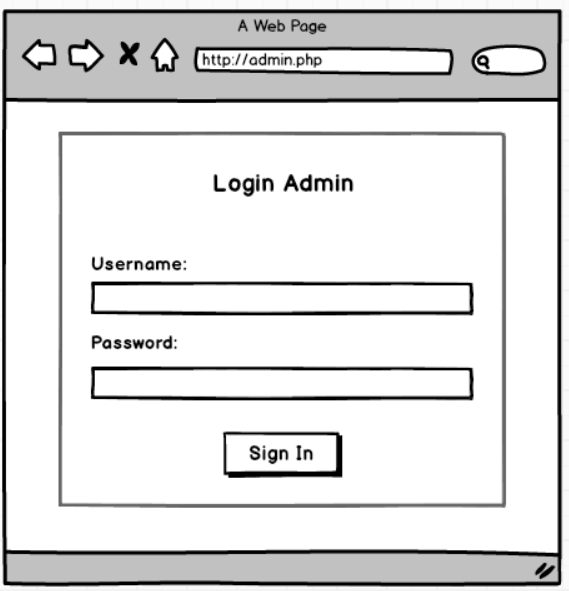 A Web Page
http://admin.php
Login Admin
Username:
Password:
Sign In